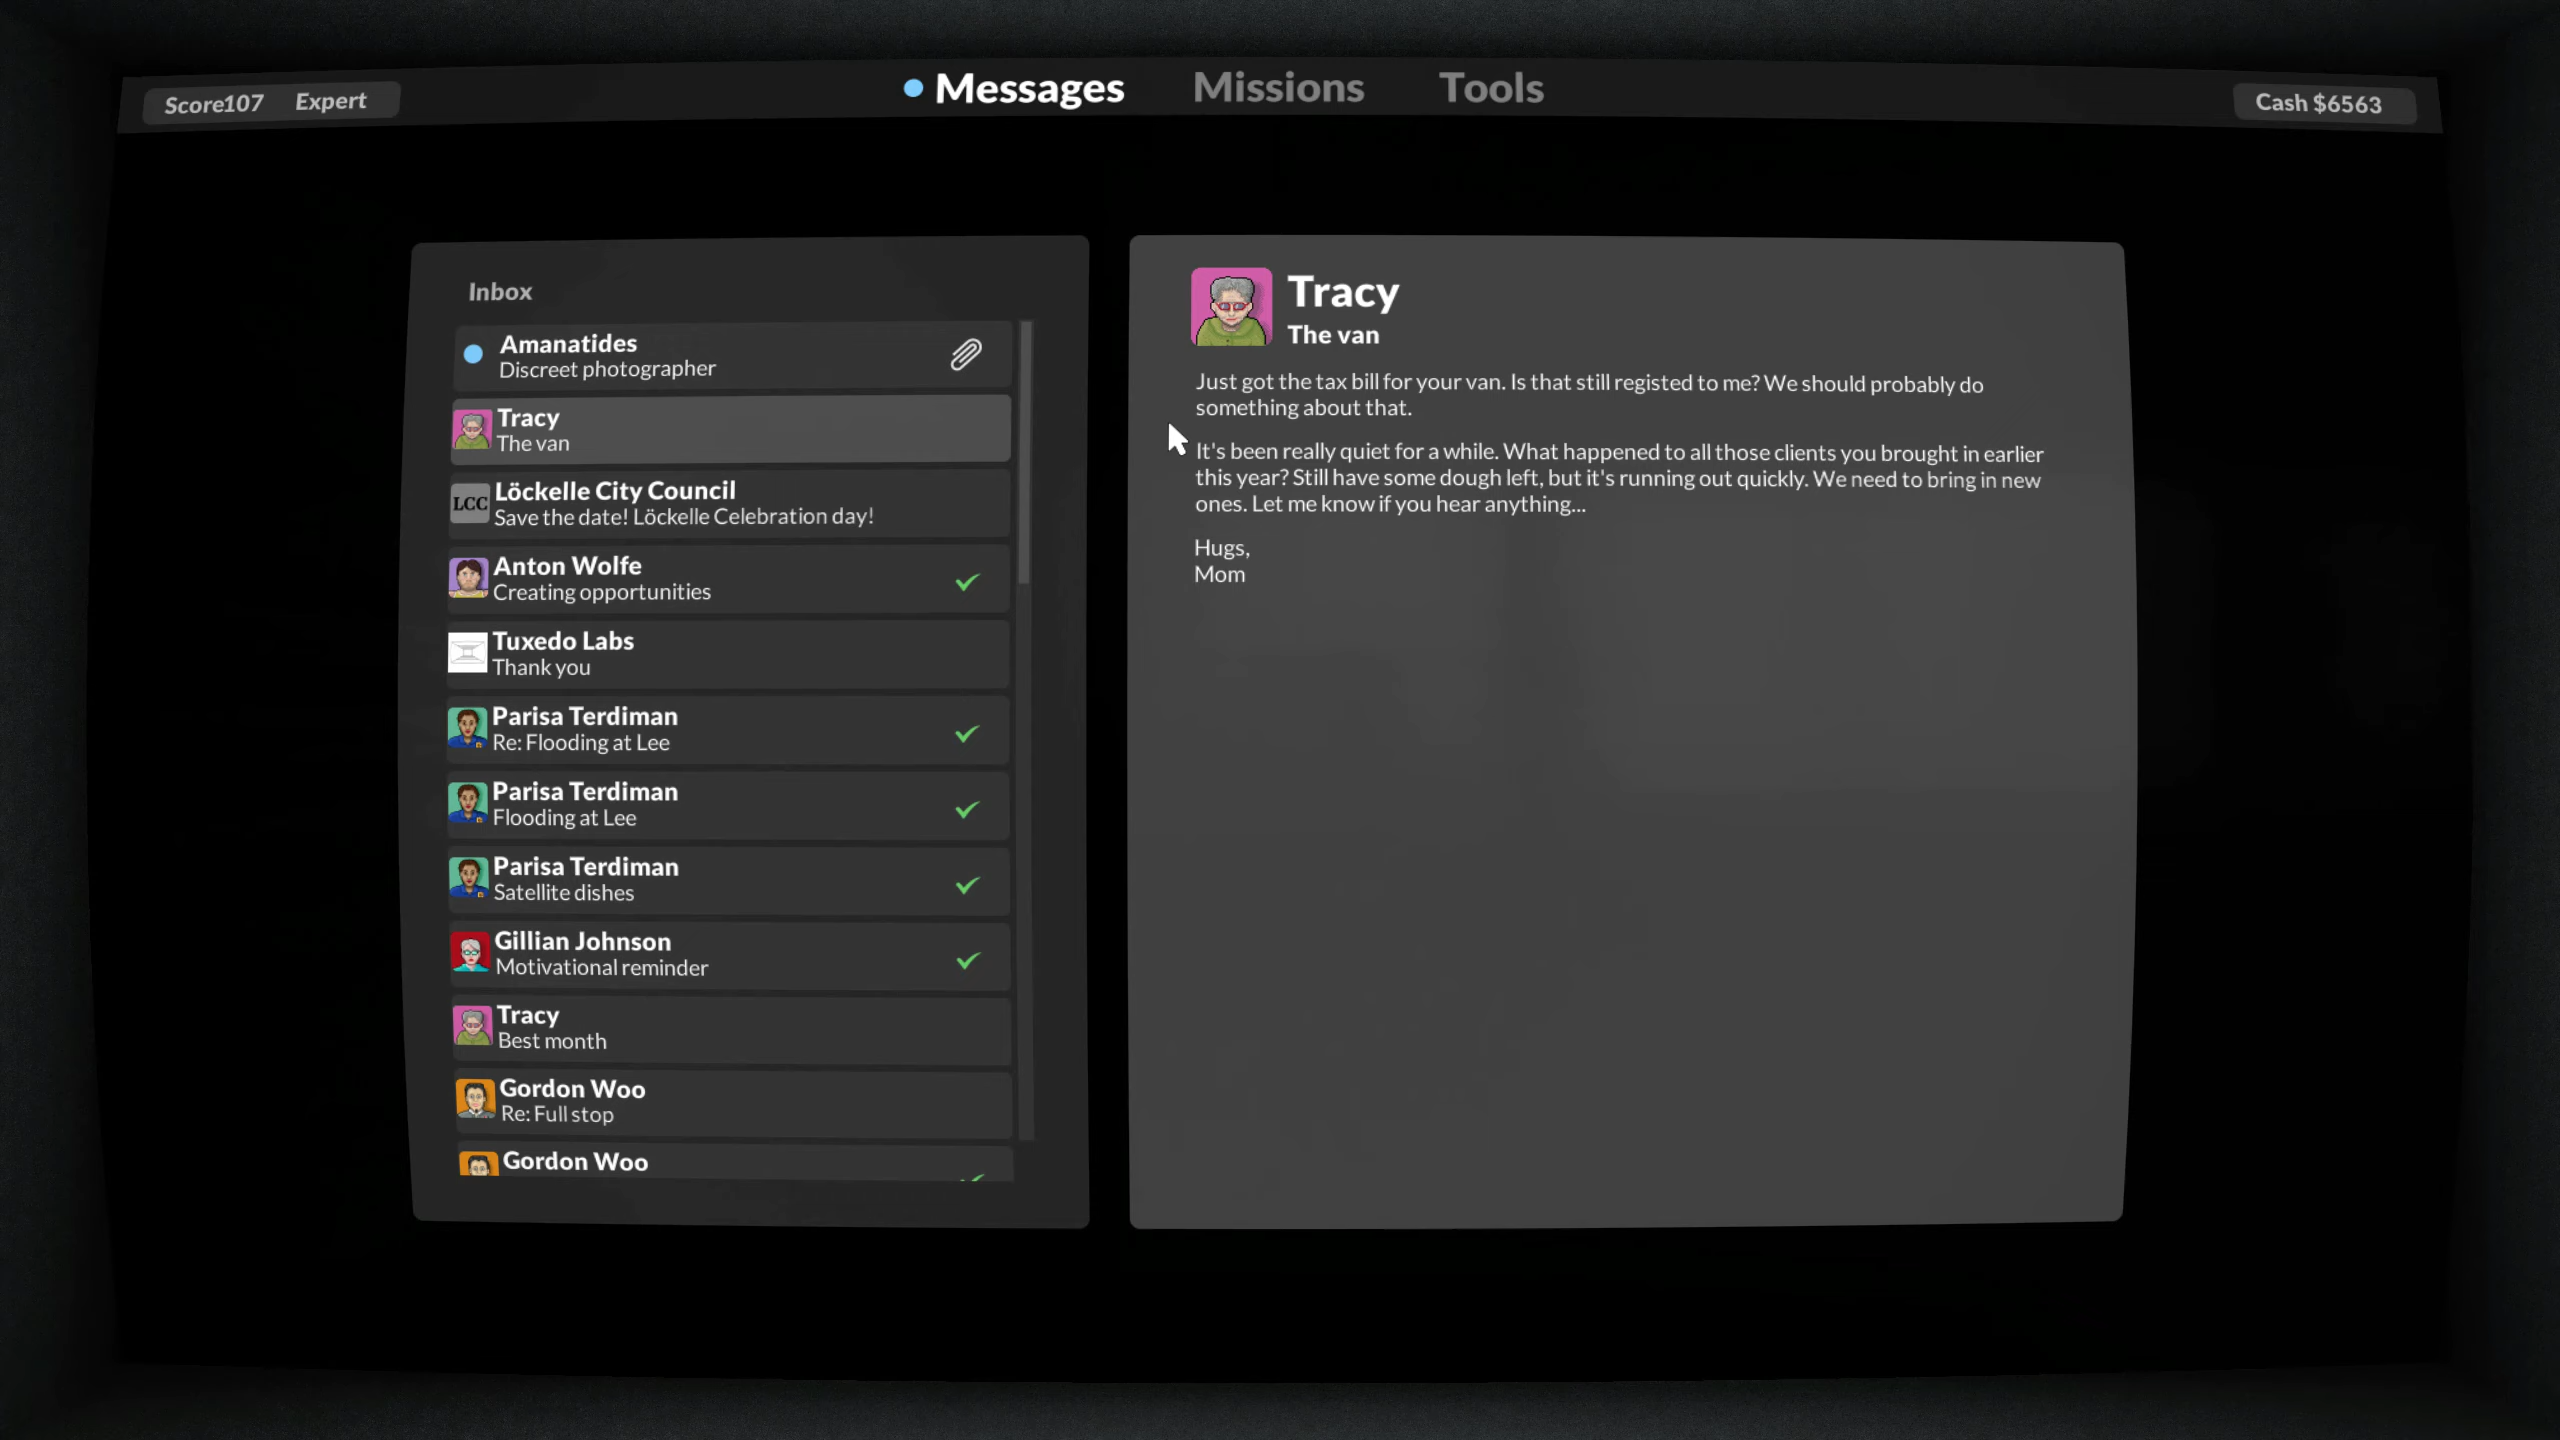 Score107 Expert
Messages Missions Tools
Cash $6563
Inbox
Amanatides
Discreet photographer
Tracy
The van
LCC
Löckelle City Council
Save the date! Löckelle Celebration day!
Anton Wolfe
Creating opportunities
Tuxedo Labs
Thank you
Parisa Terdiman
Re: Flooding at Lee
Parisa Terdiman
Flooding at Lee
Parisa Terdiman
Satellite dishes
Gillian Johnson
Motivational reminder
Tracy
Best month
Gordon Woo
Re: Full stop
Gordon Woo
Tracy
The van
Just got the tax bill for your van. Is that still registed to me? We should probably do
something about that.
It's been really quiet for a while. What happened to all those clients you brought in earlier
this year? Still have some dough left, but it's running out quickly. We need to bring in new
ones. Let me know if you hear anything...
Hugs,
Mom